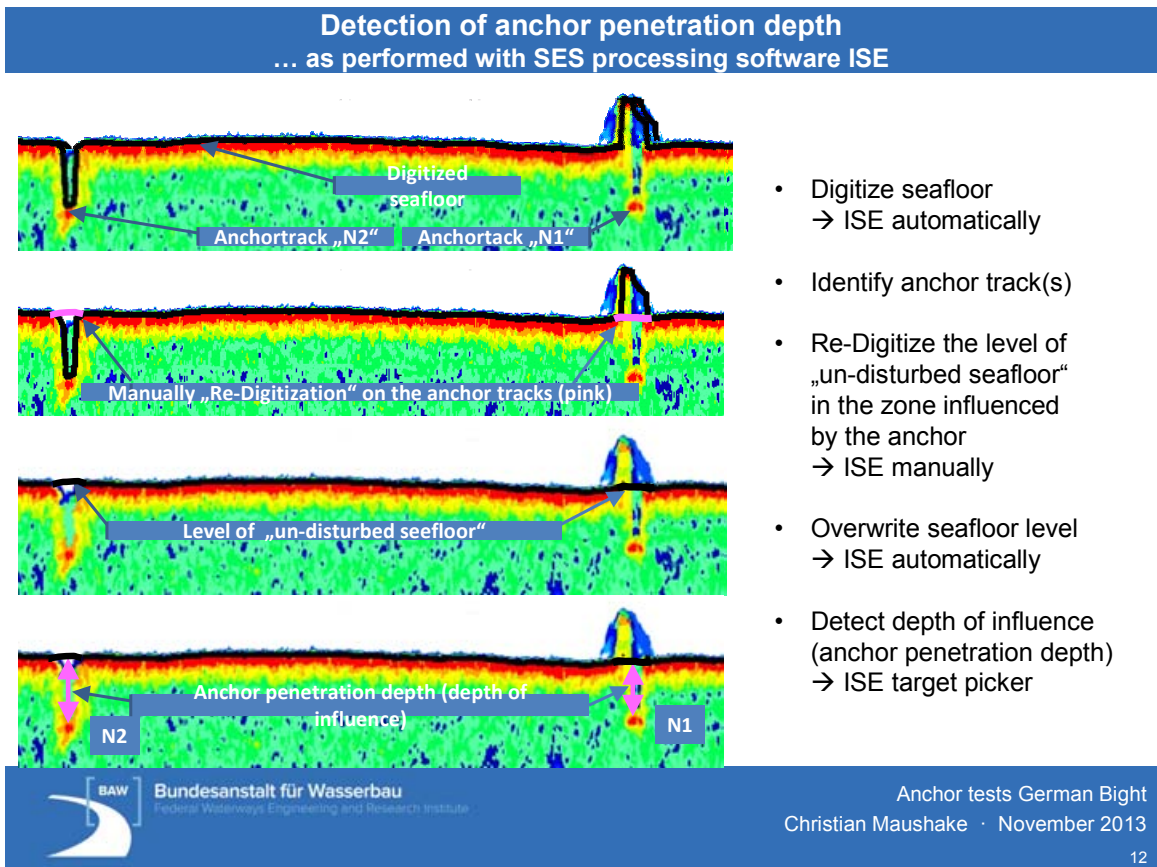 Detection of anchor penetration depth
… as performed with SES processing software ISE
Digitized
seafloor
Anchortrack „N2“
Anchortack „N1“
Manually „Re-Digitization“ on the anchor tracks (pink)
Level of „un-disturbed seefloor“
Anchor penetration depth (depth of
influence)
N2
N1
• Digitize seafloor
→ ISE automatically
• Identify anchor track(s)
• Re-Digitize the level of
„un-disturbed seafloor“
in the zone influenced
by the anchor
→ ISE manually
• Overwrite seafloor level
→ ISE automatically
• Detect depth of influence
(anchor penetration depth)
→ ISE target picker
BAW
Bundesanstalt für Wasserbau
Federal Waterways Engineering and Research Institute
Anchor tests German Bight
Christian Maushake · November 2013
12